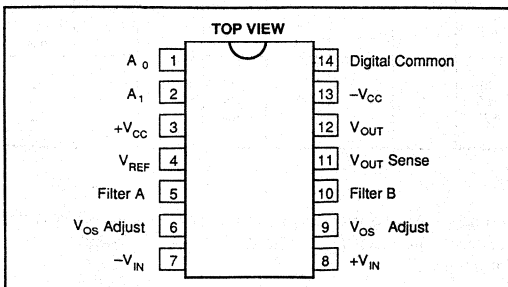 TOP VIEW
A0 1 14 Digital Common
A1 2 13 –VCC
+VCC 3 12 VOUT
VREF 4 11 VOUT Sense
Filter A 5 10 Filter B
VOS Adjust 6 9 VOS Adjust
–VIN 7 8 +VIN